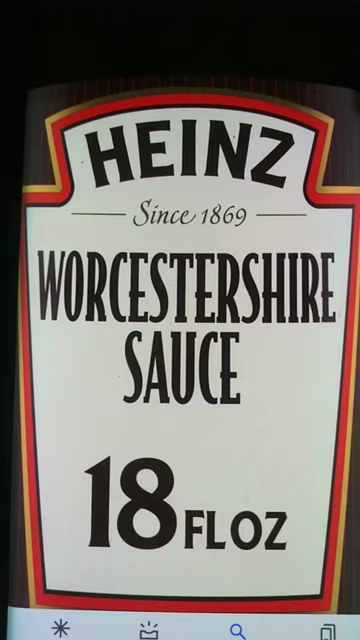 HEINZ
Since 1869
WORCESTERSHIRE
SAUCE
18 FL OZ